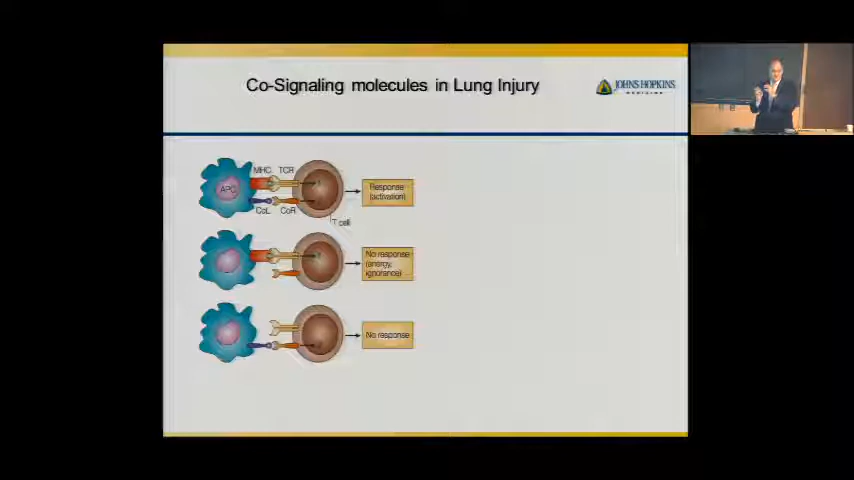 Co-Signaling molecules in Lung Injury
JOHNS HOPKINS
MEDICINE
MHC TCR
APC
CoL CoR
T cell
Response
(activation)
No response
(energy,
ignorance)
No response